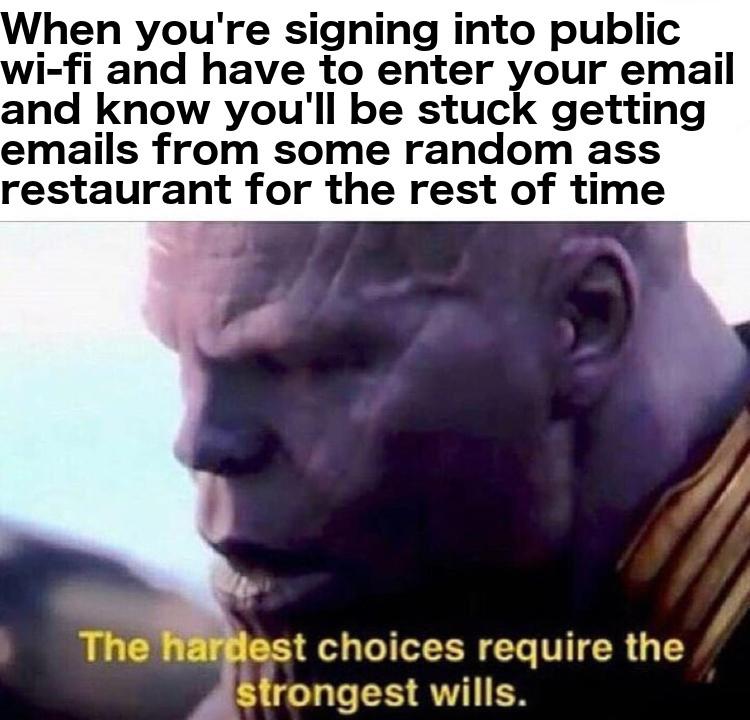 When you're signing into public
wi-fi and have to enter your email
and know you'll be stuck getting
emails from some random ass
restaurant for the rest of time
The hardest choices require the
strongest wills.